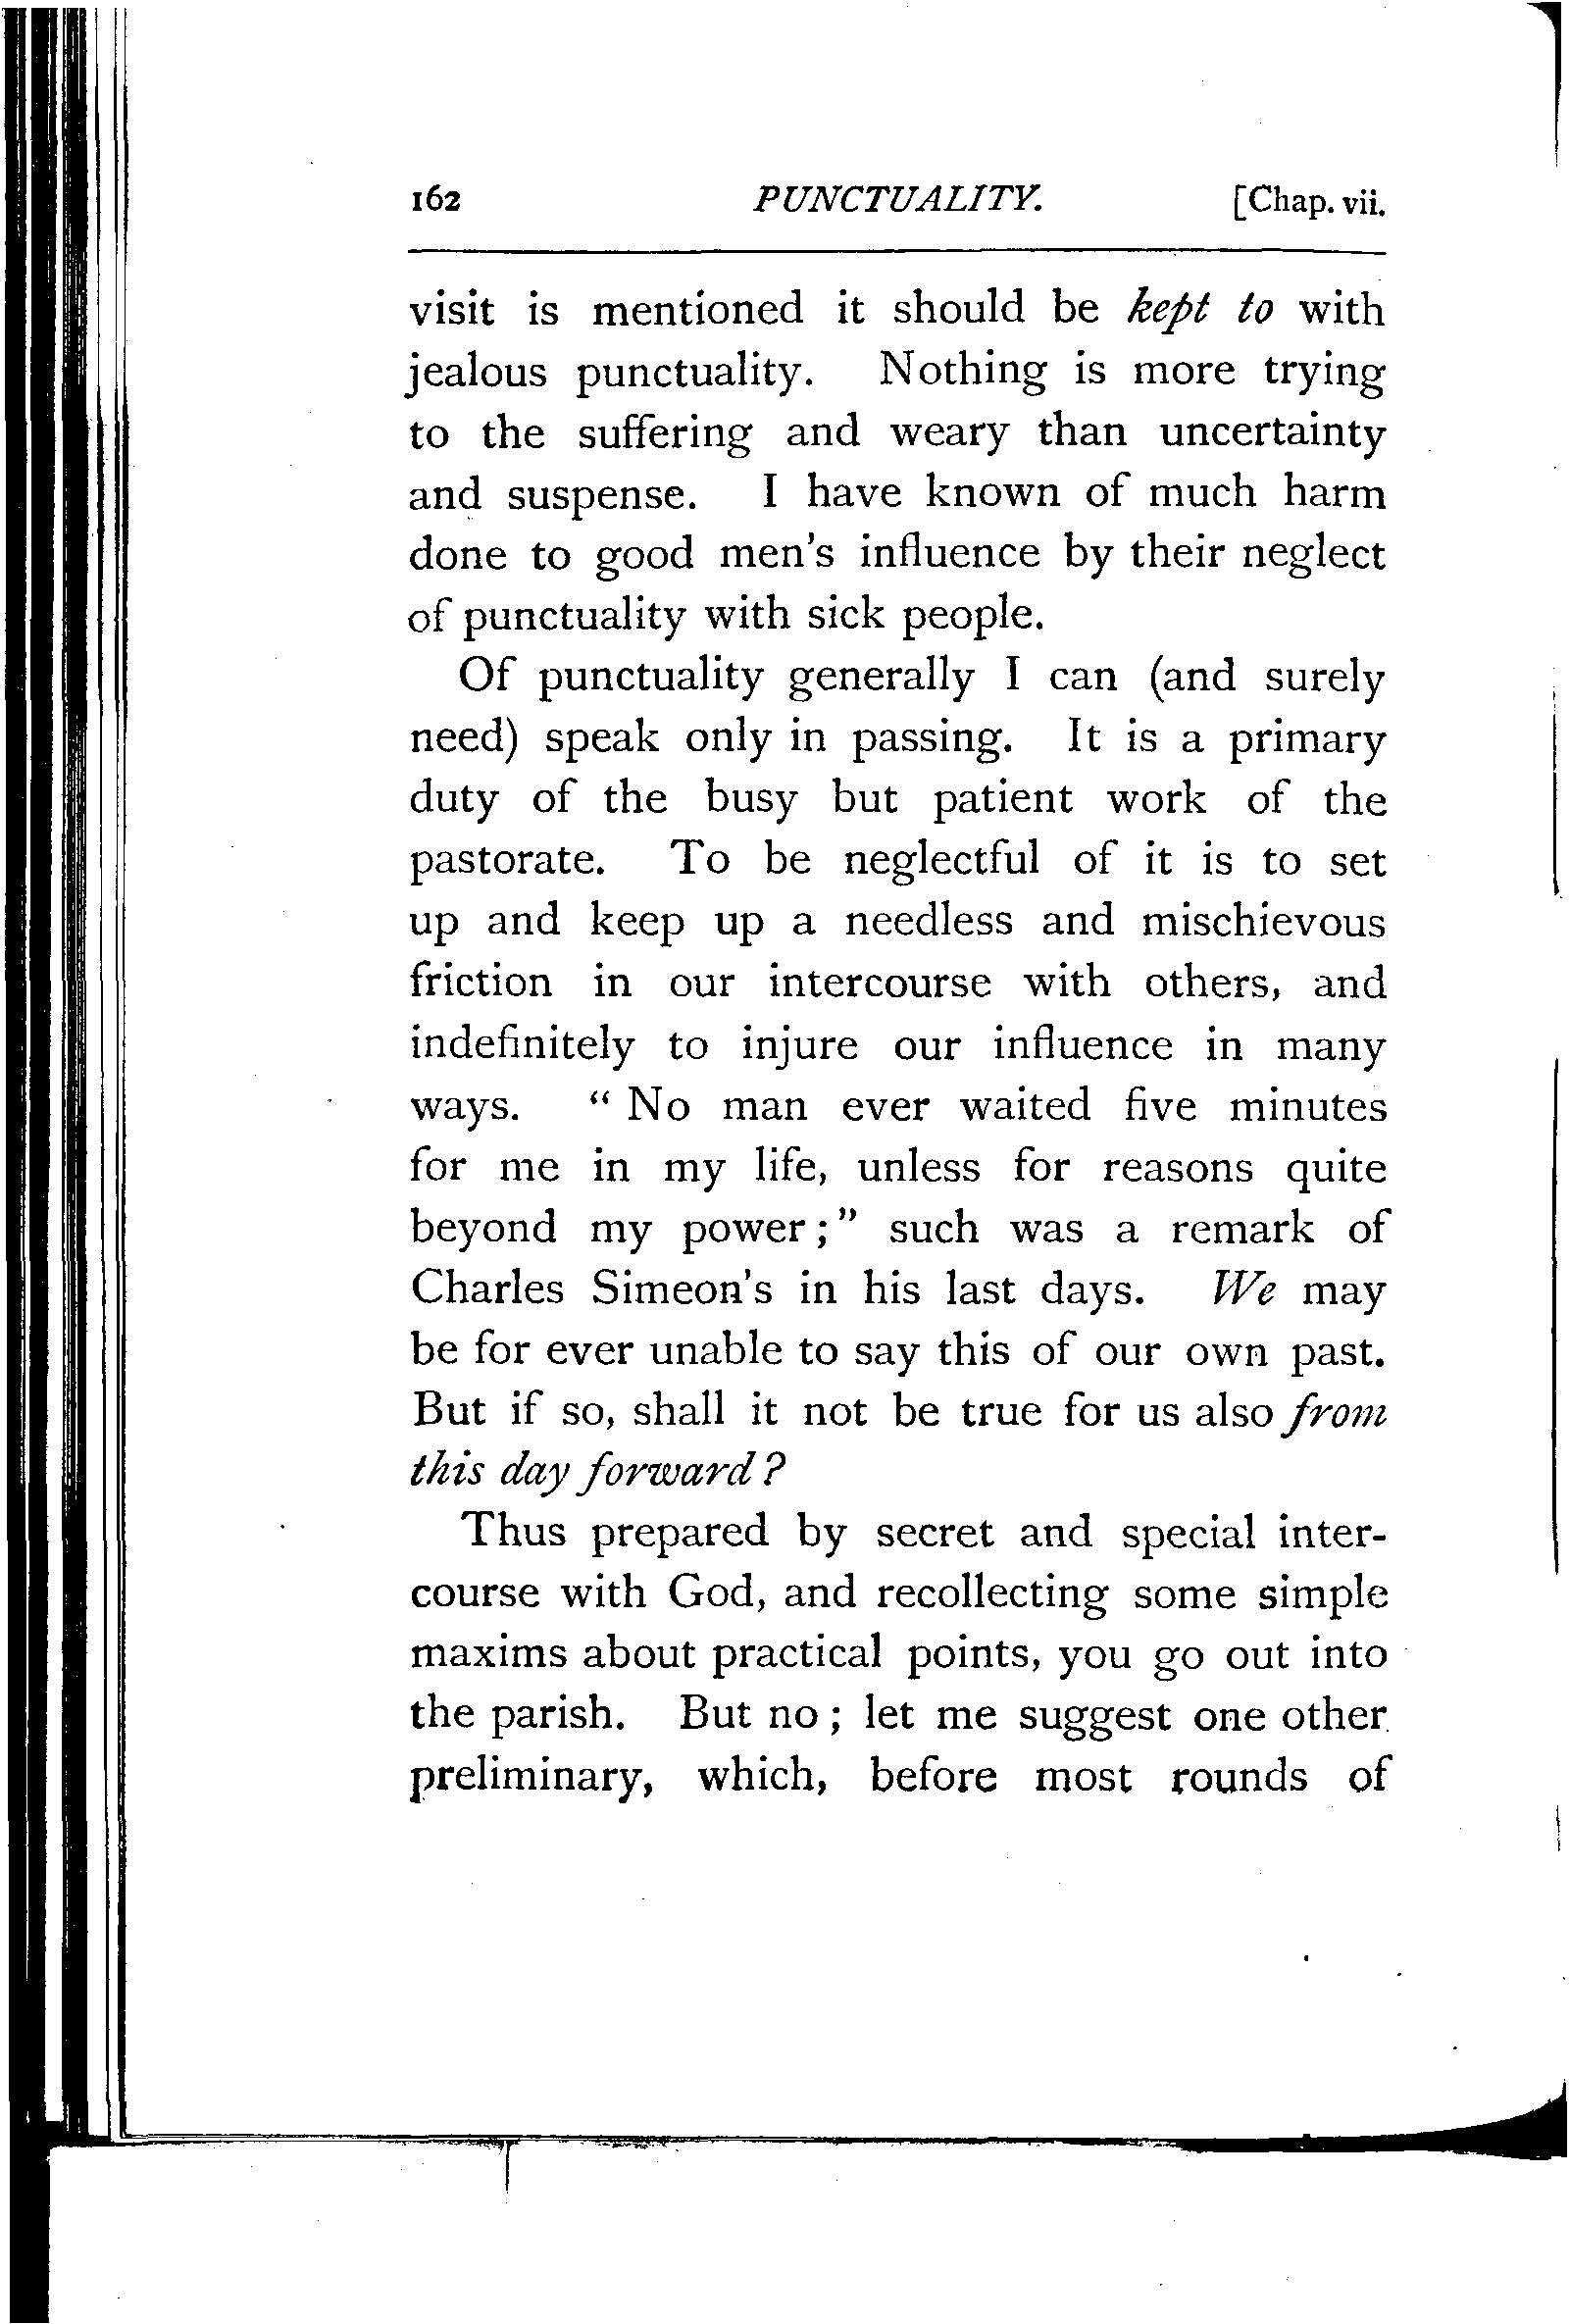 162 PUNCTUALITY. [Chap. vii.
visit is mentioned it should be kept to with
jealous punctuality. Nothing is more trying
to the suffering and weary than uncertainty
and suspense. I have known of much harm
done to good men's influence by their neglect
of punctuality with sick people.
Of punctuality generally I can (and surely
need) speak only in passing. It is a primary
duty of the busy but patient work of the
pastorate. To be neglectful of it is to set
up and keep up a needless and mischievous
friction in our intercourse with others, and
indefinitely to injure our influence in many
ways. “ No man ever waited five minutes
for me in my life, unless for reasons quite
beyond my power ;” such was a remark of
Charles Simeon's in his last days. We may
be for ever unable to say this of our own past.
But if so, shall it not be true for us also from
this day forward ?
Thus prepared by secret and special inter-
course with God, and recollecting some simple
maxims about practical points, you go out into
the parish. But no ; let me suggest one other
preliminary, which, before most rounds of